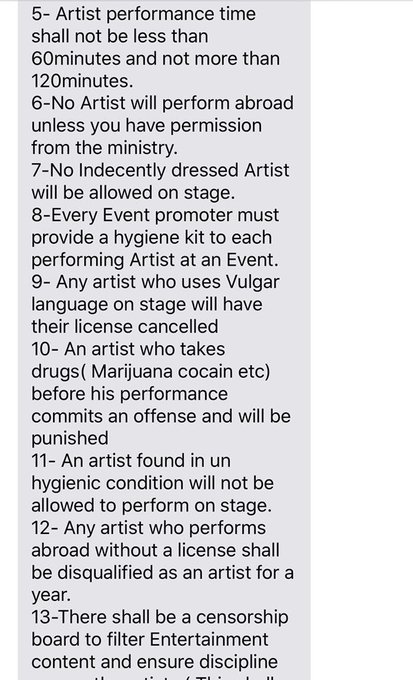 5- Artist performance time
shall not be less than
60minutes and not more than
120minutes.
6-No Artist will perform abroad
unless you have permission
from the ministry.
7-No Indecently dressed Artist
will be allowed on stage.
8-Every Event promoter must
provide a hygiene kit to each
performing Artist at an Event.
9- Any artist who uses Vulgar
language on stage will have
their license cancelled
10- An artist who takes
drugs( Marijuana cocain etc)
before his performance
commits an offense and will be
punished
11- An artist found in un
hygienic condition will not be
allowed to perform on stage.
12- Any artist who performs
abroad without a license shall
be disqualified as an artist for a
year.
13-There shall be a censorship
board to filter Entertainment
content and ensure discipline